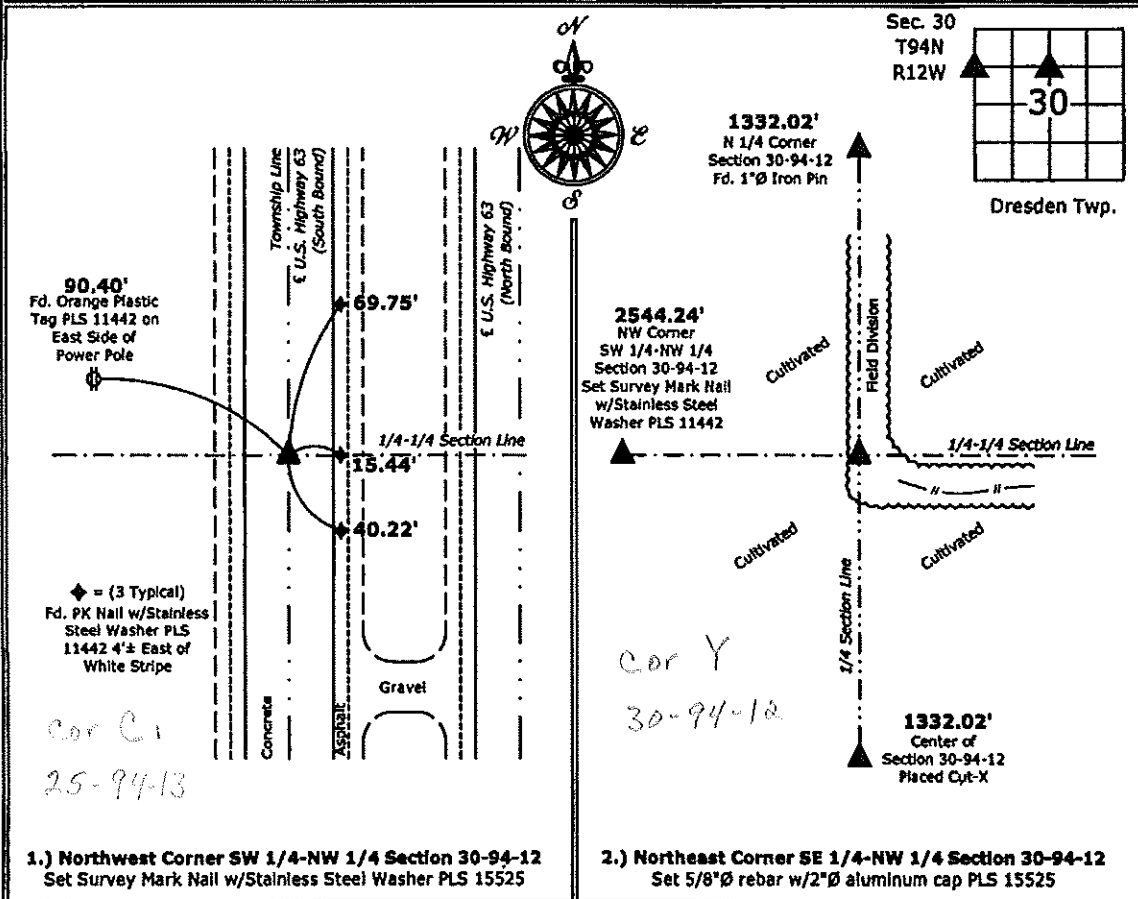 Sec. 30
T94N
R12W
30
Dresden Twp.
N
W
E
S
Township Line
℄ U.S. Highway 63
(South Bound)
℄ U.S. Highway 63
(North Bound)
90.40'
Fd. Orange Plastic
Tag PLS 11442 on
East Side of
Power Pole
69.75'
1/4-1/4 Section Line
15.44'
40.22'
= (3 Typical)
Fd. PK Nail w/Stainless
Steel Washer PLS
11442 4'± East of
White Stripe
Gravel
Concrete
Asphalt
Cor C1
25-94-13
1.) Northwest Corner SW 1/4-NW 1/4 Section 30-94-12
Set Survey Mark Nail w/Stainless Steel Washer PLS 15525
1332.02'
N 1/4 Corner
Section 30-94-12
Fd. 1"Ø Iron Pin
2544.24'
NW Corner
SW 1/4-NW 1/4
Section 30-94-12
Set Survey Mark Nail
w/Stainless Steel
Washer PLS 11442
Cultivated
Field Division
Cultivated
1/4-1/4 Section Line
Cultivated
Cultivated
1/4 Section Line
Cor Y
30-94-12
1332.02'
Center of
Section 30-94-12
Placed Cut-X
2.) Northeast Corner SE 1/4-NW 1/4 Section 30-94-12
Set 5/8"Ø rebar w/2"Ø aluminum cap PLS 15525